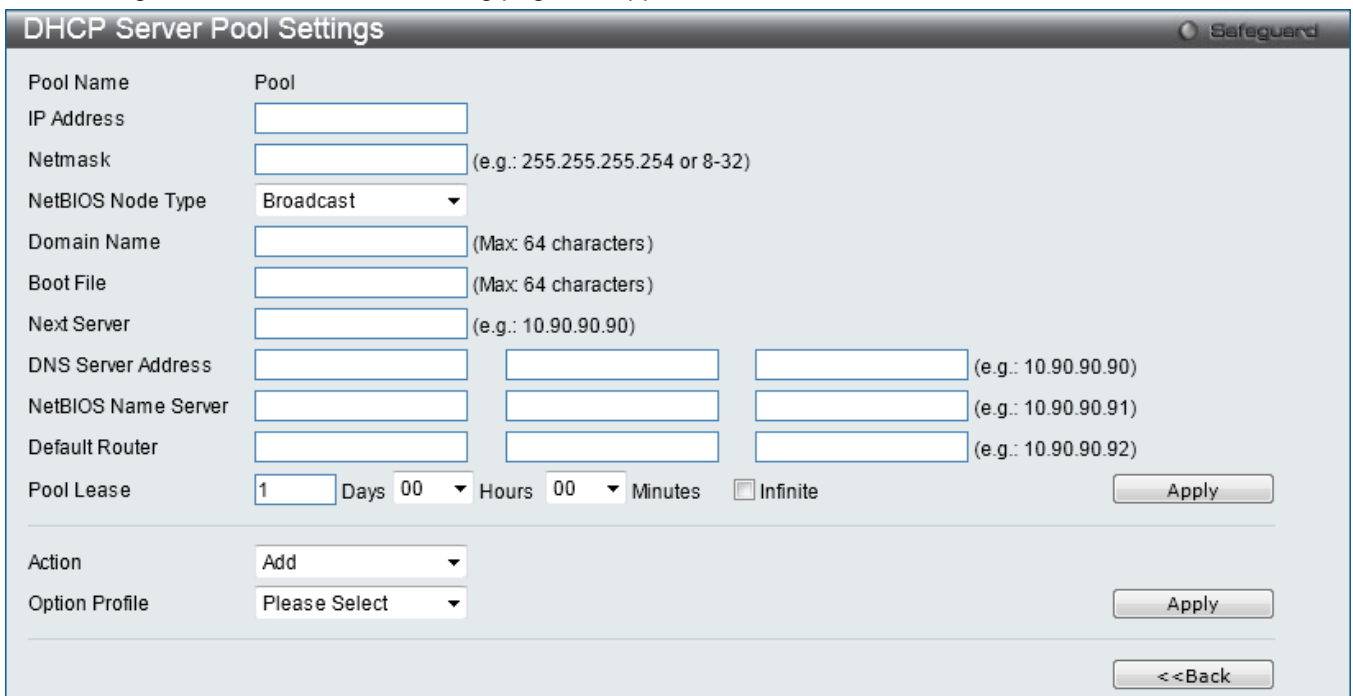 DHCP Server Pool Settings Safeguard
Pool Name Pool
IP Address
Netmask (e.g.: 255.255.255.254 or 8-32)
NetBIOS Node Type Broadcast
Domain Name (Max: 64 characters)
Boot File (Max: 64 characters)
Next Server (e.g.: 10.90.90.90)
DNS Server Address (e.g.: 10.90.90.90)
NetBIOS Name Server (e.g.: 10.90.90.91)
Default Router (e.g.: 10.90.90.92)
Pool Lease 1 Days 00 Hours 00 Minutes Infinite Apply
Action Add
Option Profile Please Select Apply
<<Back